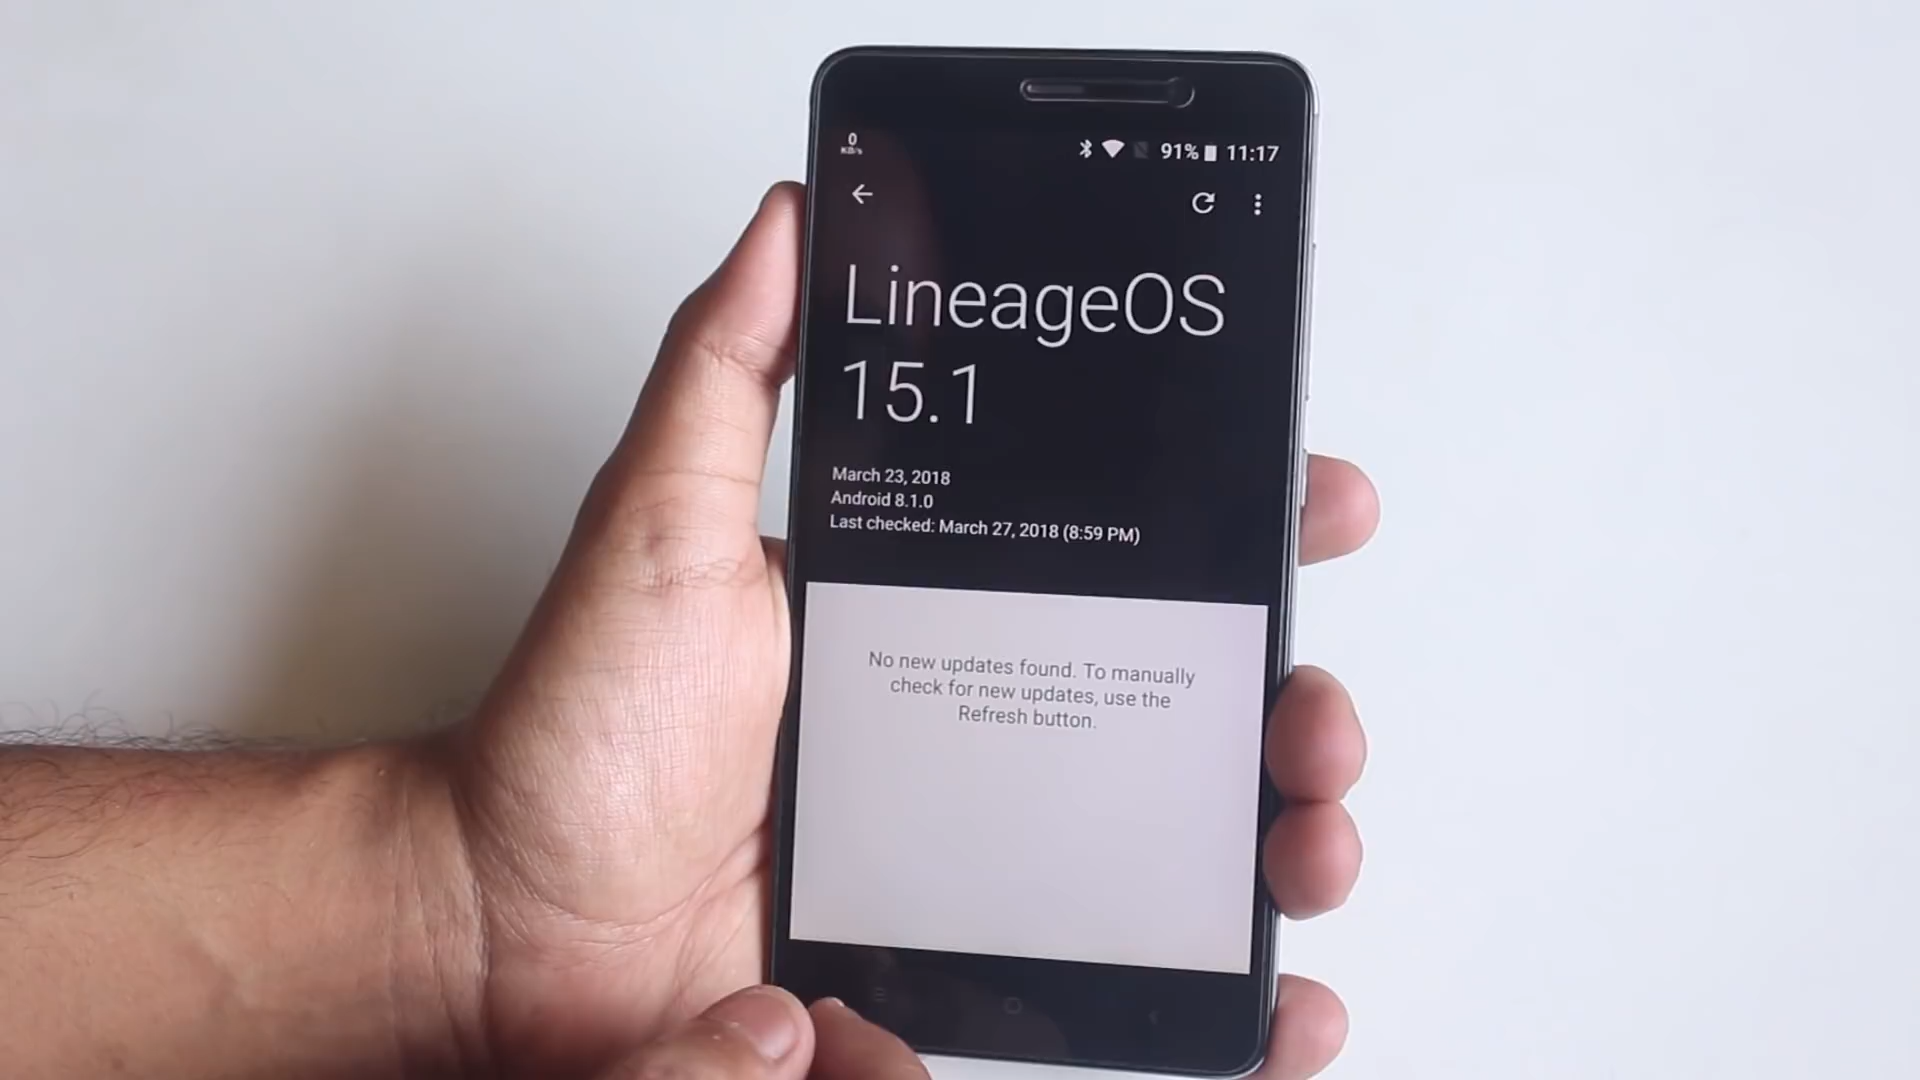 0
KB/s
91% 11:17
LineageOS
15.1
March 23, 2018
Android 8.1.0
Last checked: March 27, 2018 (8:59 PM)
No new updates found. To manually
check for new updates, use the
Refresh button.